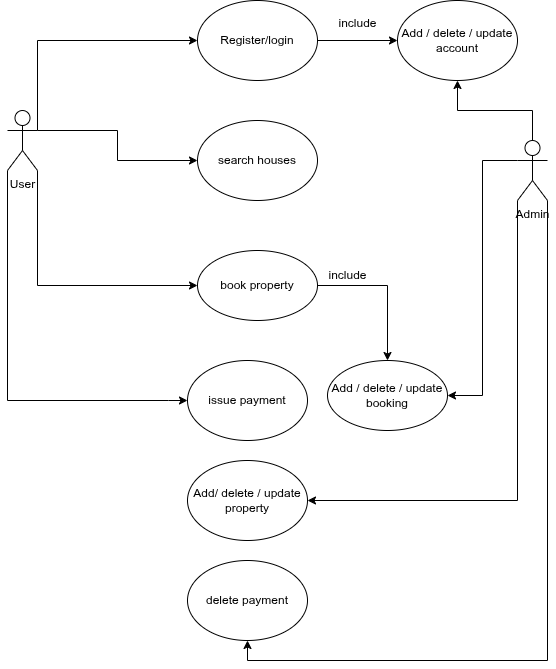 include
Register/login
Add / delete / update
account
search houses
User
Admin
include
book property
Add / delete / update
booking
issue payment
Add/ delete / update
property
delete payment